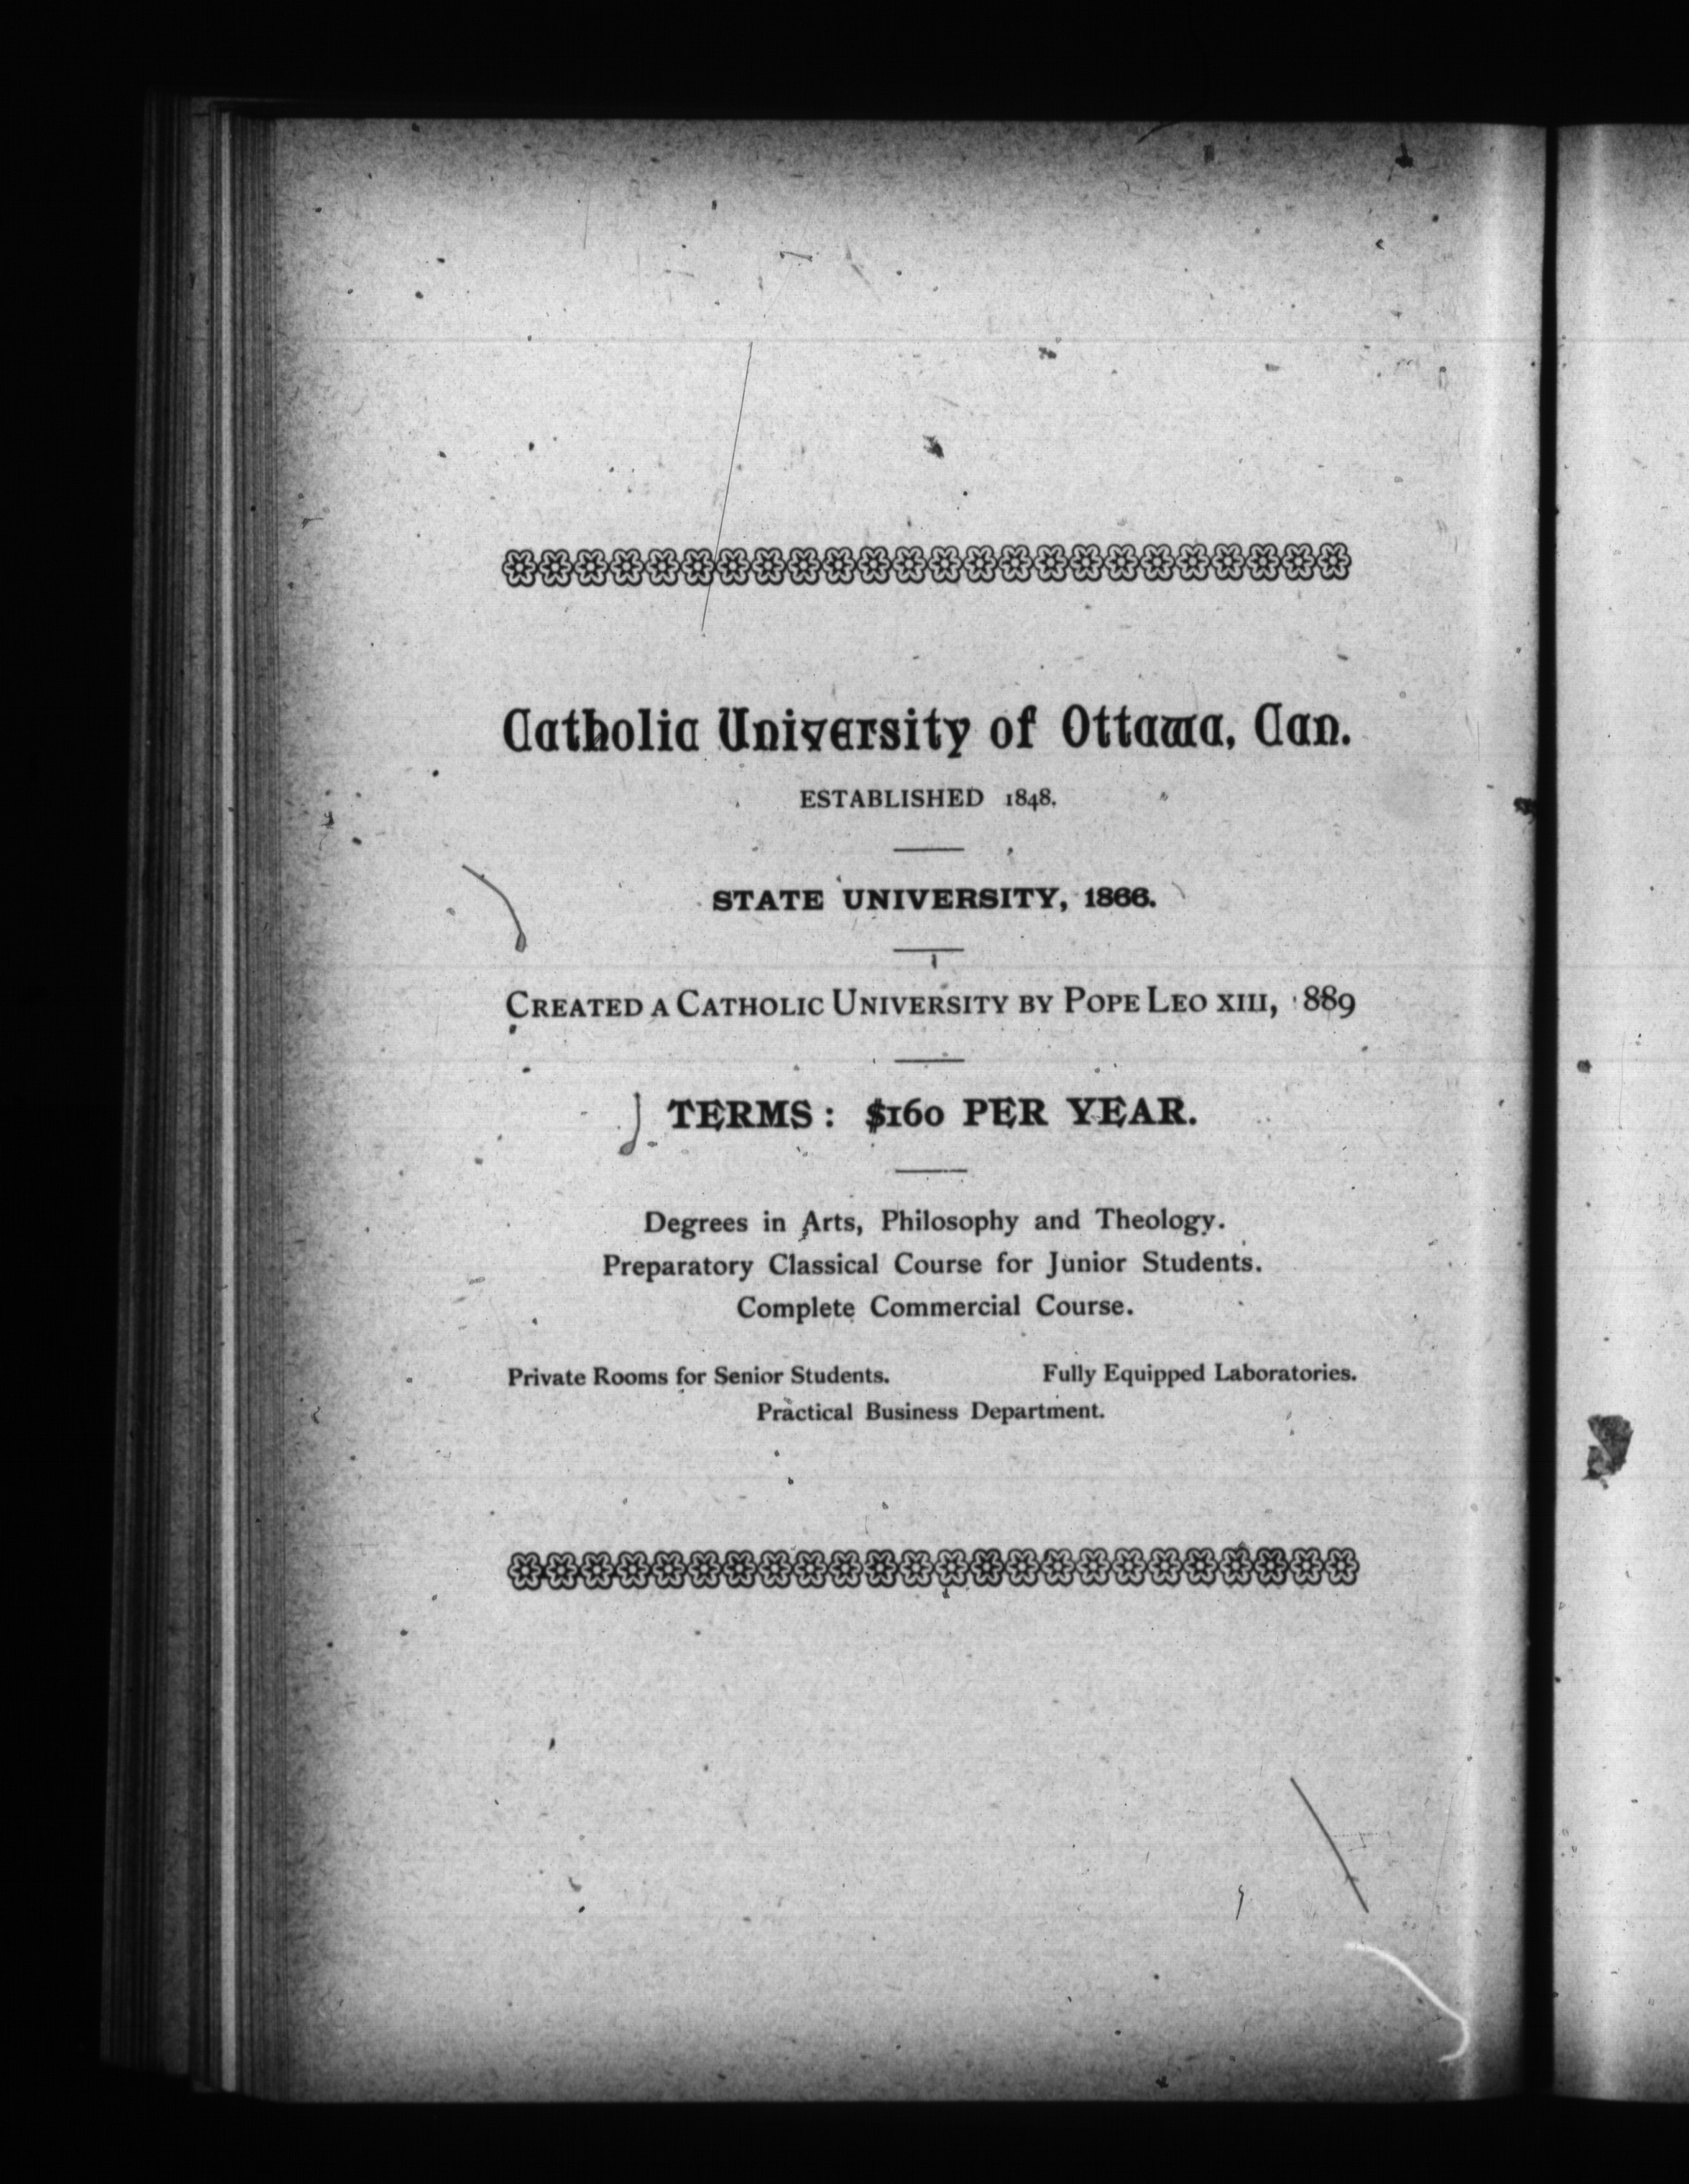 Catholic University of Ottawa, Can.
ESTABLISHED 1848.
STATE UNIVERSITY, 1866.
CREATED A CATHOLIC UNIVERSITY BY POPE LEO XIII, 889
TERMS: $160 PER YEAR.
Degrees in Arts, Philosophy and Theology.
Preparatory Classical Course for Junior Students.
Complete Commercial Course.
Private Rooms for Senior Students. Fully Equipped Laboratories.
Practical Business Department.